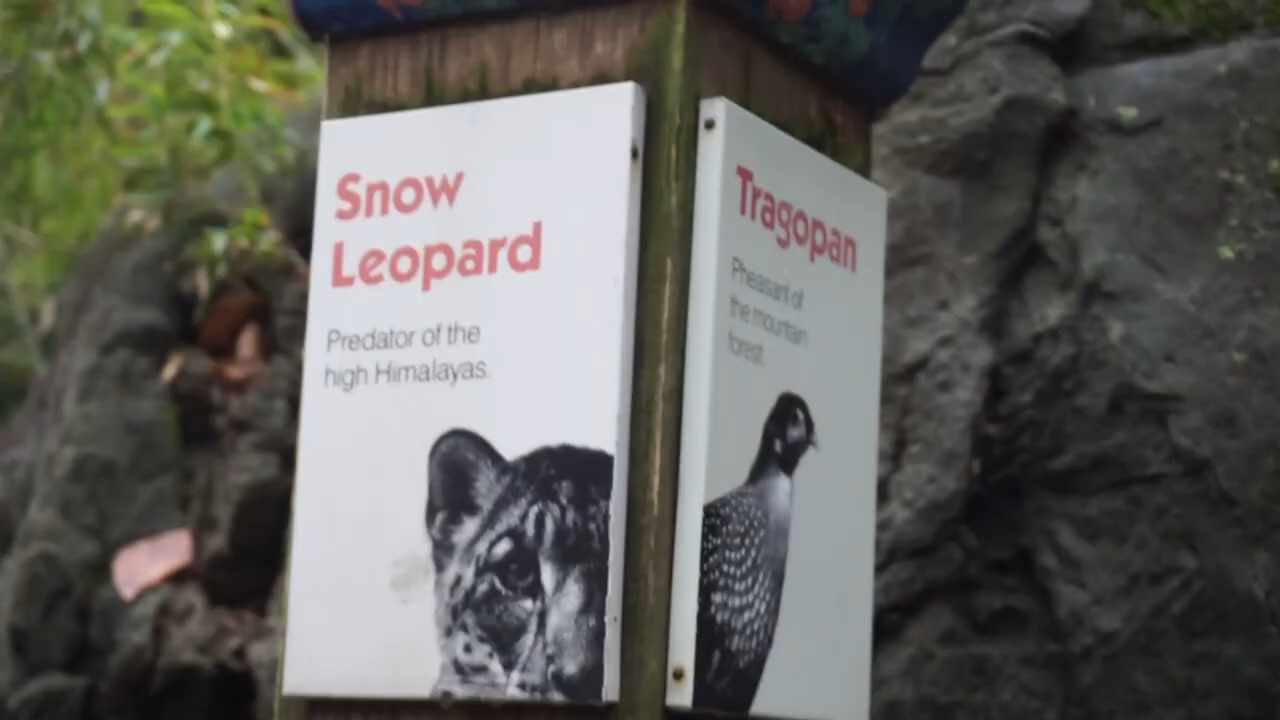 Snow
Leopard
Predator of the
high Himalayas.
Tragopan
Pheasant of
the mountain
forest.